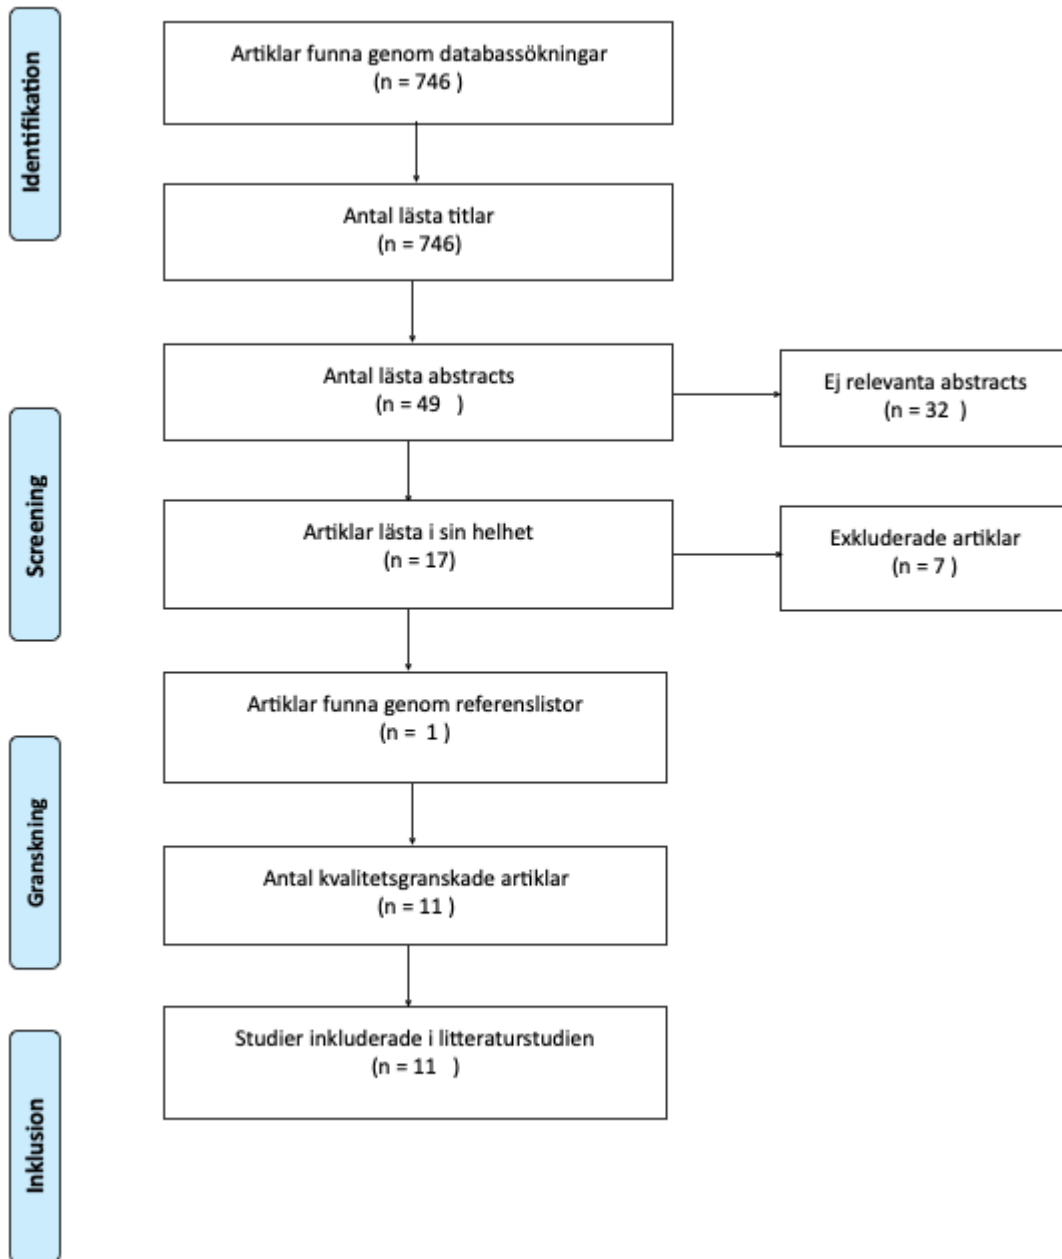 Identifikation
Artiklar funna genom databassökningar
(n = 746 )
Antal lästa titlar
(n = 746)
Screening
Antal lästa abstracts
(n = 49 )
Ej relevanta abstracts
(n = 32 )
Artiklar lästa i sin helhet
(n = 17)
Exkluderade artiklar
(n = 7 )
Granskning
Artiklar funna genom referenslistor
(n = 1 )
Antal kvalitetsgranskade artiklar
(n = 11 )
Inklusion
Studier inkluderade i litteraturstudien
(n = 11 )